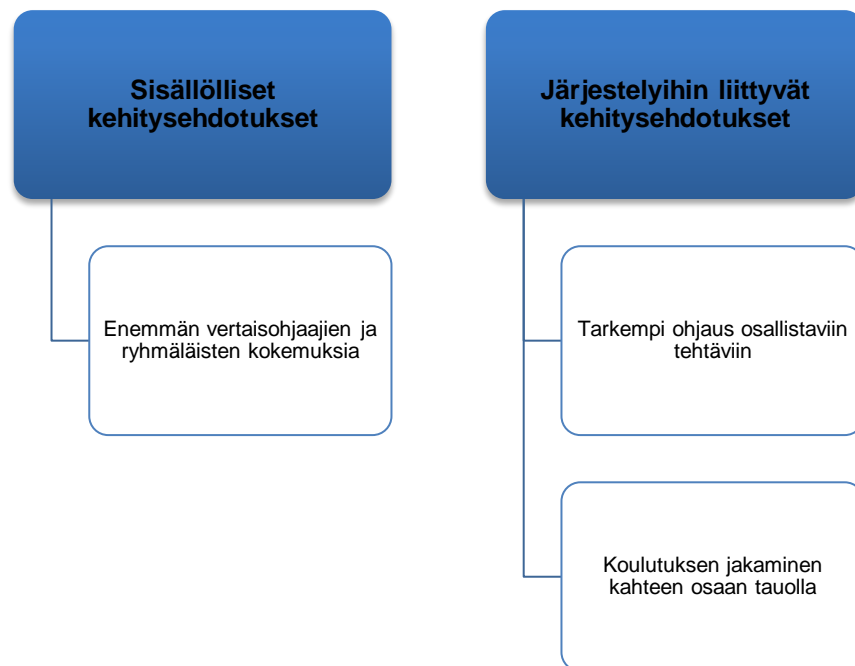 Sisällölliset
kehitysehdotukset
Enemmän vertaisohjaajien ja
ryhmäläisten kokemuksia
Järjestelyihin liittyvät
kehitysehdotukset
Tarkempi ohjaus osallistaviin
tehtäviin
Koulutuksen jakaminen
kahteen osaan tauolla